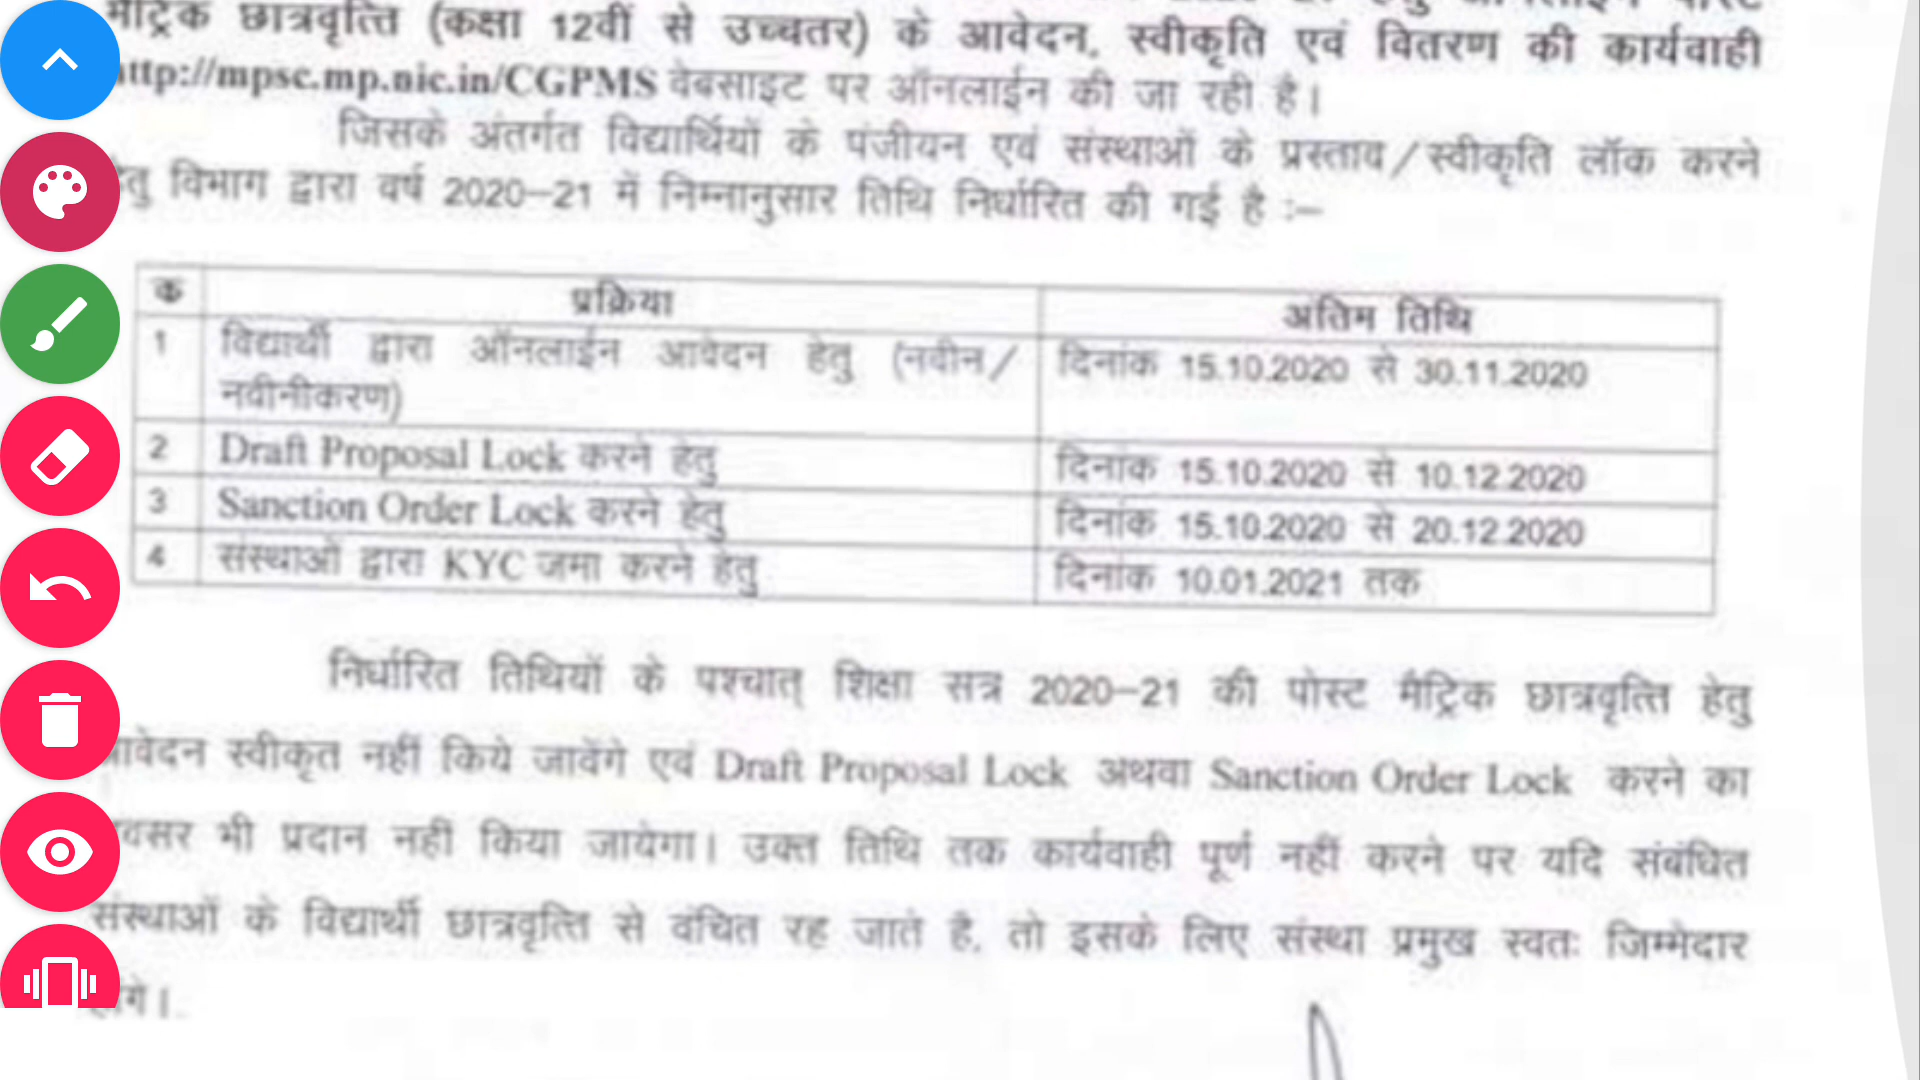 मैट्रिक छात्रवृत्ति (कक्षा 12वीं से उच्चतर) के आवेदन, स्वीकृति एवं वितरण की कार्यवाही
ttp://mpsc.mp.nic.in/CGPMS वेबसाइट पर ऑनलाईन की जा रही है।
जिसके अंतर्गत विद्यार्थियों के पंजीयन एवं संस्थाओं के प्रस्ताव/स्वीकृति लॉक करने
तु विभाग द्वारा वर्ष 2020–21 में निम्नानुसार तिथि निर्धारित की गई है :–
क प्रक्रिया अंतिम तिथि
1 विद्यार्थी द्वारा ऑनलाईन आवेदन हेतु (नवीन/ दिनांक 15.10.2020 से 30.11.2020
नवीनीकरण)
2 Draft Proposal Lock करने हेतु दिनांक 15.10.2020 से 10.12.2020
3 Sanction Order Lock करने हेतु दिनांक 15.10.2020 से 20.12.2020
4 संस्थाओं द्वारा KYC जमा करने हेतु दिनांक 10.01.2021 तक
निर्धारित तिथियों के पश्चात् शिक्षा सत्र 2020–21 की पोस्ट मैट्रिक छात्रवृत्ति हेतु
वेदन स्वीकृत नहीं किये जावेंगे एवं Draft Proposal Lock अथवा Sanction Order Lock करने का
वसर भी प्रदान नहीं किया जायेगा। उक्त तिथि तक कार्यवाही पूर्ण नहीं करने पर यदि संबंधित
संस्थाओं के विद्यार्थी छात्रवृत्ति से वंचित रह जाते है, तो इसके लिए संस्था प्रमुख स्वतः जिम्मेदार
गे।